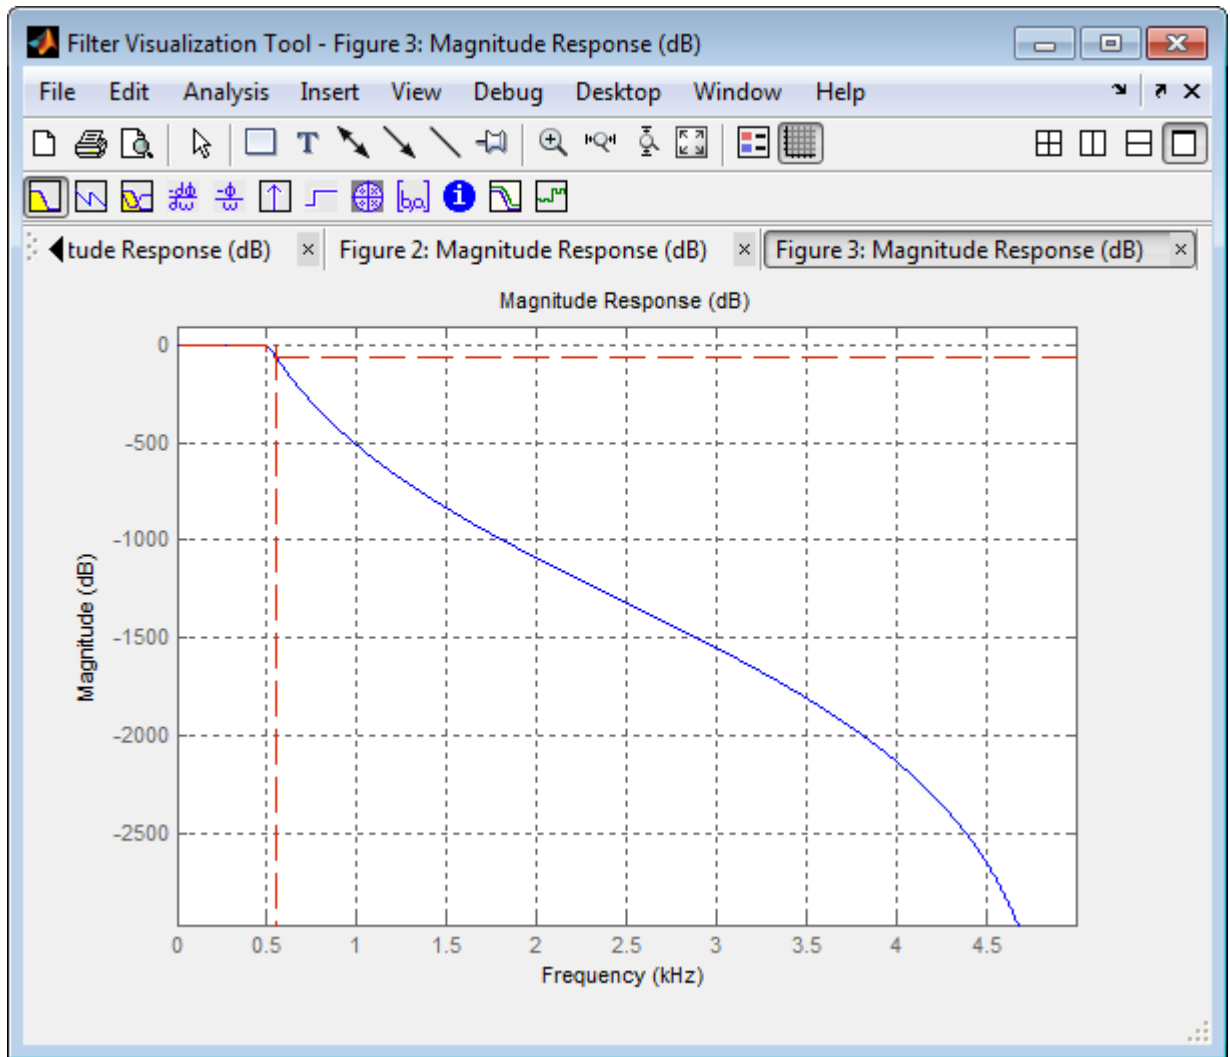 Filter Visualization Tool - Figure 3: Magnitude Response (dB)
File Edit Analysis Insert View Debug Desktop Window Help
T
[b,a] i
tude Response (dB) × Figure 2: Magnitude Response (dB) × Figure 3: Magnitude Response (dB) ×
Magnitude Response (dB)
0
-500
-1000
-1500
-2000
-2500
Magnitude (dB)
0 0.5 1 1.5 2 2.5 3 3.5 4 4.5
Frequency (kHz)